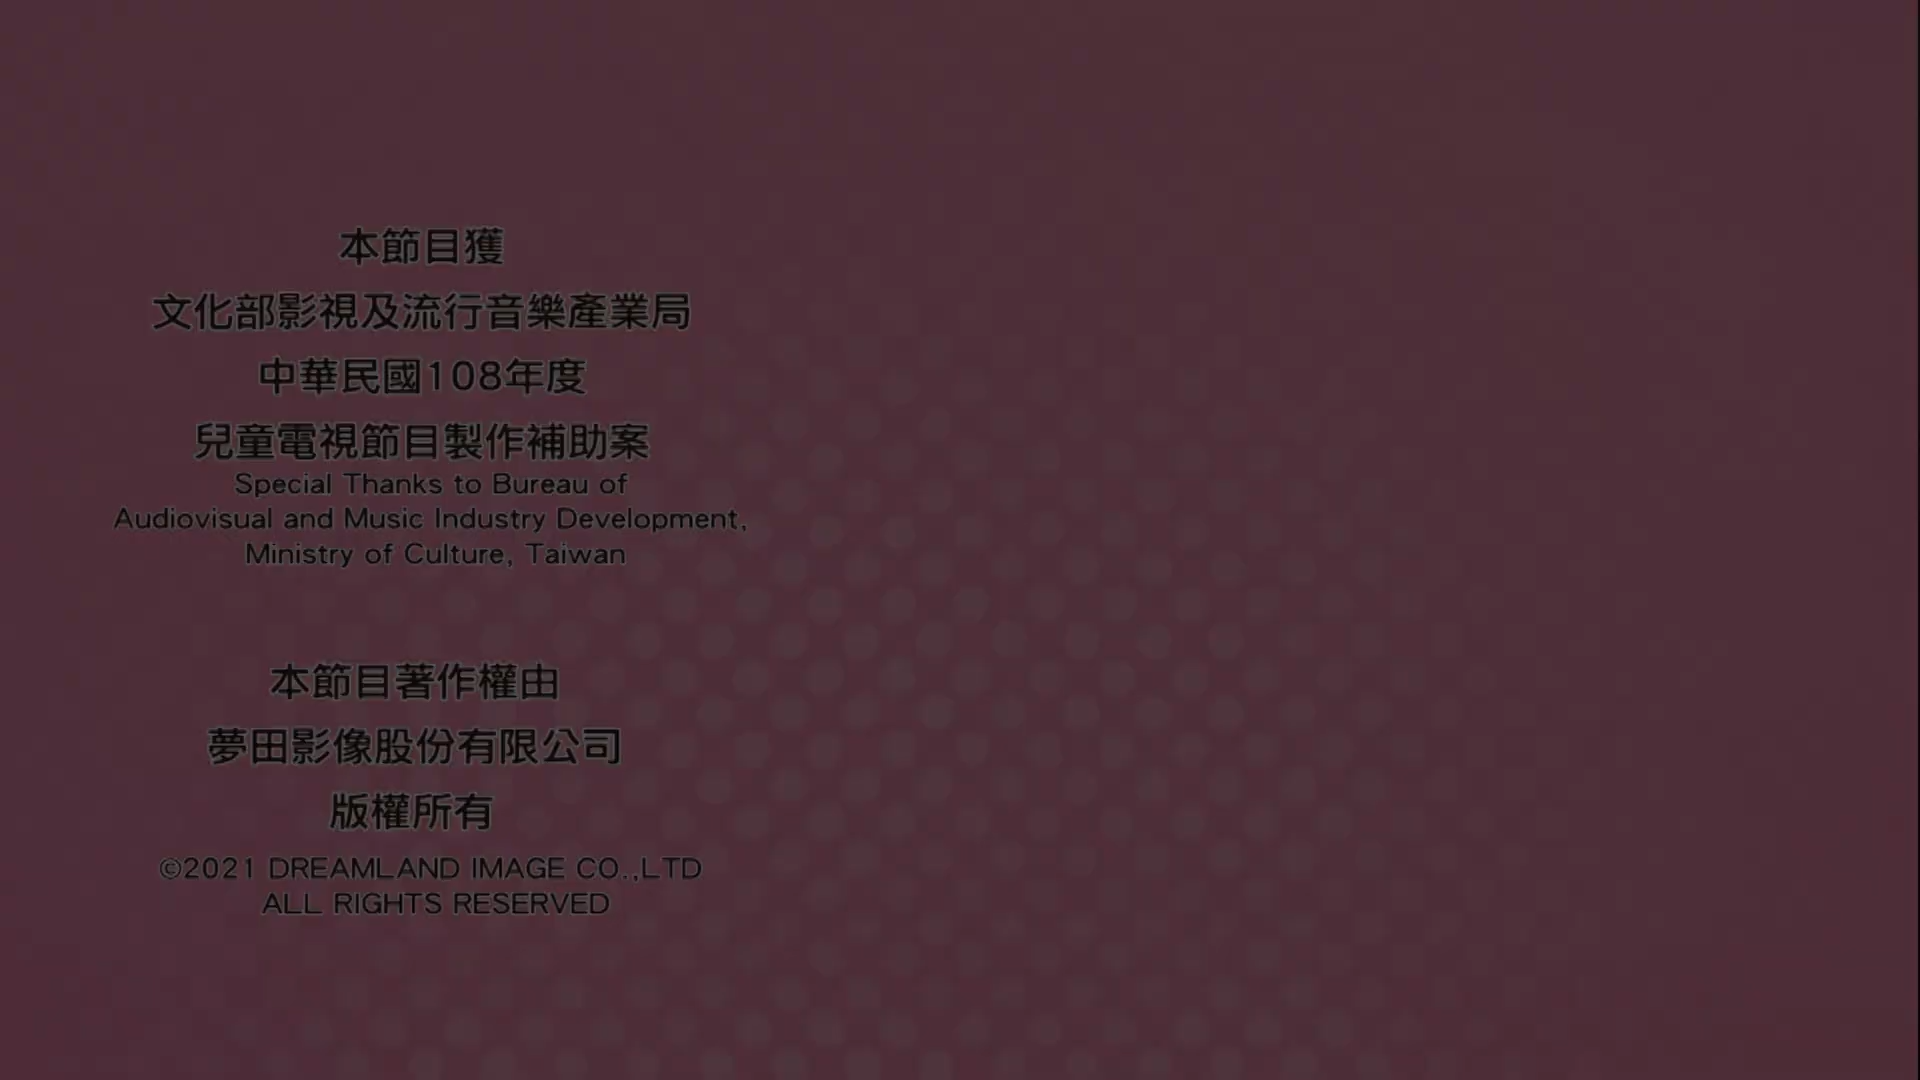 本節目獲
文化部影視及流行音樂產業局
中華民國108年度
兒童電視節目製作補助案
Special Thanks to Bureau of
Audiovisual and Music Industry Development,
Ministry of Culture, Taiwan
本節目著作權由
夢田影像股份有限公司
版權所有
©2021 DREAMLAND IMAGE CO.,LTD
ALL RIGHTS RESERVED